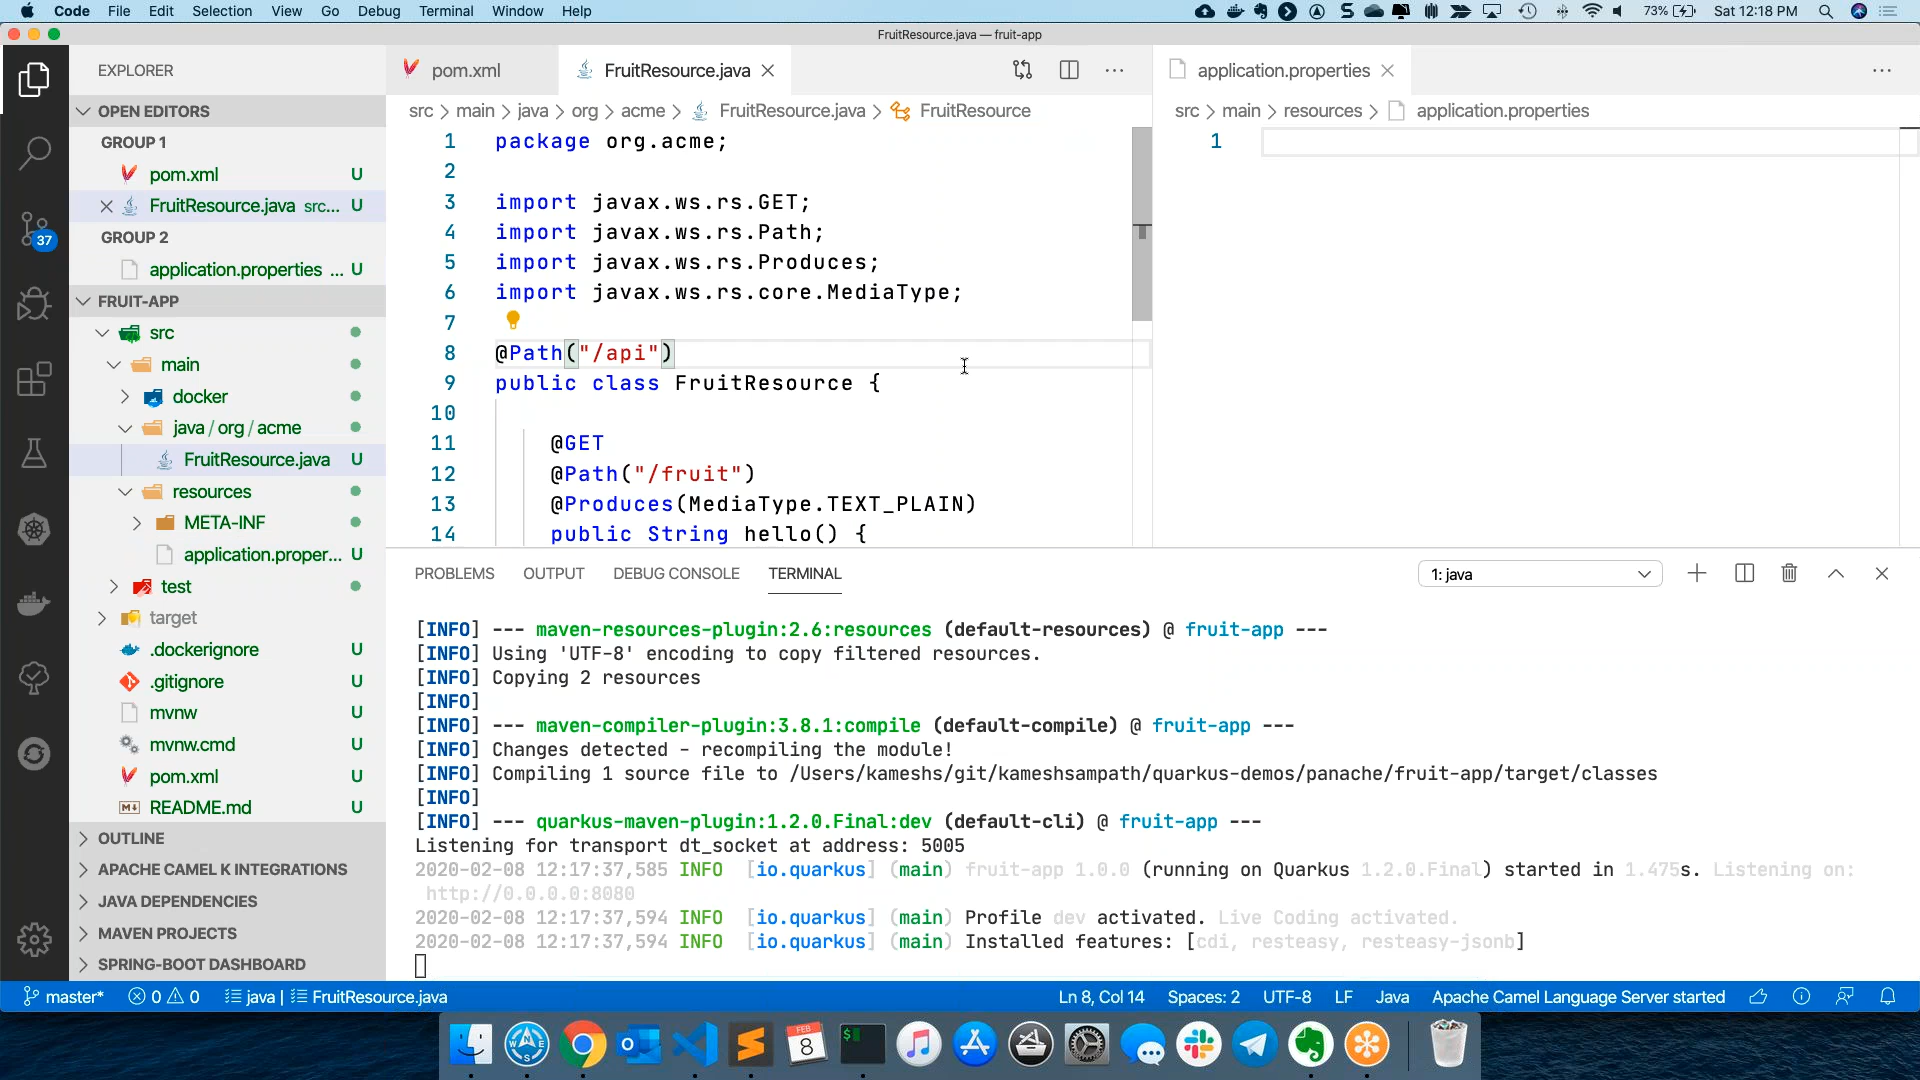 Code File Edit Selection View Go Debug Terminal Window Help
73% Sat 12:18 PM
FruitResource.java — fruit-app
EXPLORER
OPEN EDITORS
GROUP 1
pom.xml U
FruitResource.java src... U
GROUP 2
application.properties ... U
FRUIT-APP
src
main
docker
java / org / acme
FruitResource.java U
resources
META-INF
application.proper... U
test
target
.dockerignore U
.gitignore U
mvnw U
mvnw.cmd U
pom.xml U
README.md U
OUTLINE
APACHE CAMEL K INTEGRATIONS
JAVA DEPENDENCIES
MAVEN PROJECTS
SPRING-BOOT DASHBOARD
37
pom.xml FruitResource.java
src > main > java > org > acme > FruitResource.java > FruitResource
1 package org.acme;
2
3 import javax.ws.rs.GET;
4 import javax.ws.rs.Path;
5 import javax.ws.rs.Produces;
6 import javax.ws.rs.core.MediaType;
7
8 @Path("/api")
9 public class FruitResource {
10
11 @GET
12 @Path("/fruit")
13 @Produces(MediaType.TEXT_PLAIN)
14 public String hello() {
application.properties
src > main > resources > application.properties
1
PROBLEMS OUTPUT DEBUG CONSOLE TERMINAL
1: java
[INFO] --- maven-resources-plugin:2.6:resources (default-resources) @ fruit-app ---
[INFO] Using 'UTF-8' encoding to copy filtered resources.
[INFO] Copying 2 resources
[INFO]
[INFO] --- maven-compiler-plugin:3.8.1:compile (default-compile) @ fruit-app ---
[INFO] Changes detected - recompiling the module!
[INFO] Compiling 1 source file to /Users/kameshs/git/kameshsampath/quarkus-demos/panache/fruit-app/target/classes
[INFO]
[INFO] --- quarkus-maven-plugin:1.2.0.Final:dev (default-cli) @ fruit-app ---
Listening for transport dt_socket at address: 5005
2020-02-08 12:17:37,585 INFO [io.quarkus] (main) fruit-app 1.0.0 (running on Quarkus 1.2.0.Final) started in 1.475s. Listening on:
http://0.0.0.0:8080
2020-02-08 12:17:37,594 INFO [io.quarkus] (main) Profile dev activated. Live Coding activated.
2020-02-08 12:17:37,594 INFO [io.quarkus] (main) Installed features: [cdi, resteasy, resteasy-jsonb]
master* 0 0 java | FruitResource.java
Ln 8, Col 14 Spaces: 2 UTF-8 LF Java Apache Camel Language Server started
FEB
8